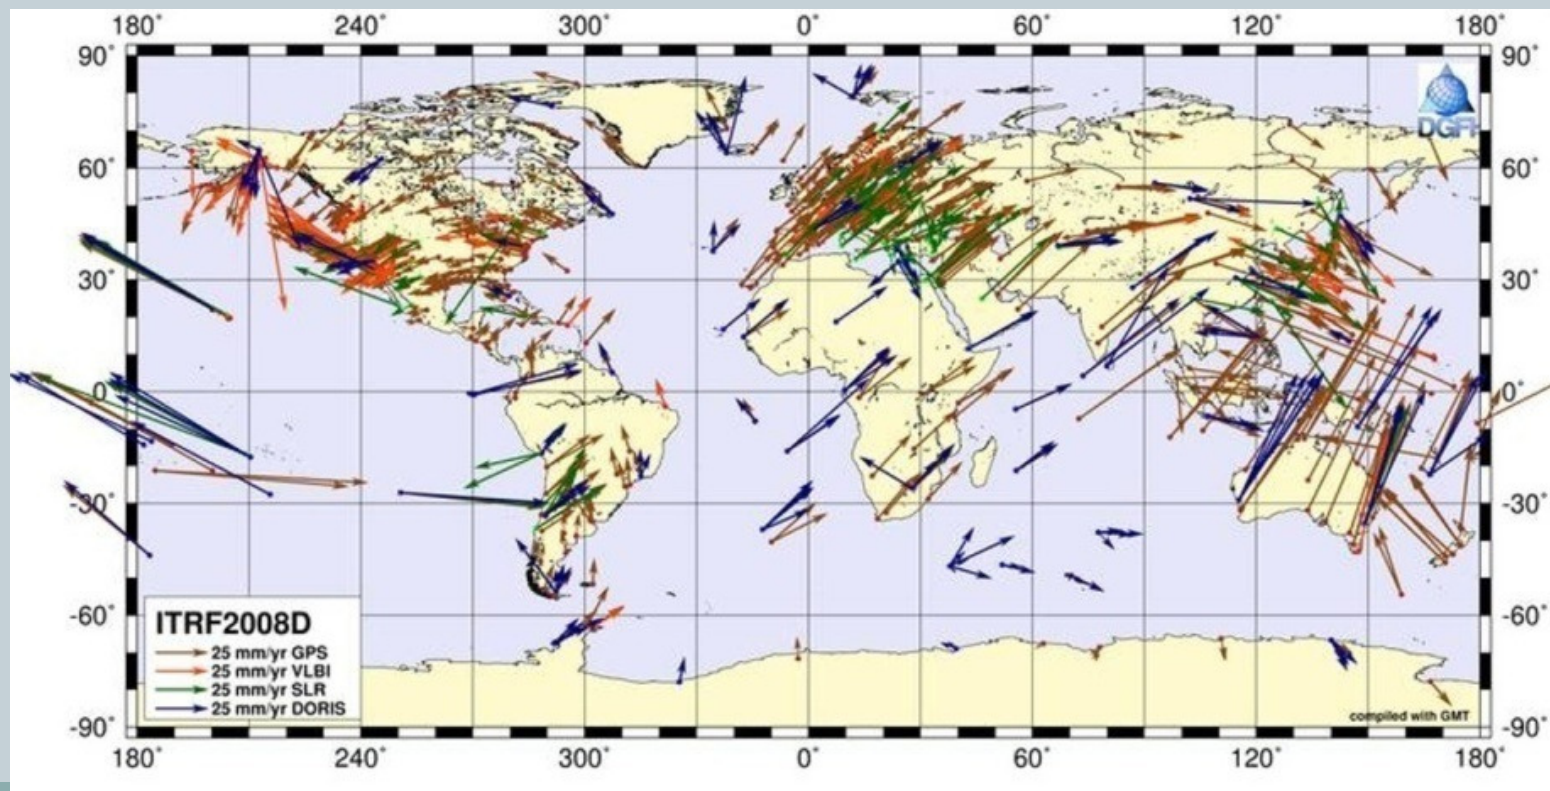 180° 240° 300° 0° 60° 120° 180°
90° 90°
DGFI
60° 60°
30° 30°
0° 0°
-30° -30°
-60° -60°
ITRF2008D
25 mm/yr GPS
25 mm/yr VLBI
25 mm/yr SLR
25 mm/yr DORIS
compiled with GMT
-90° -90°
180° 240° 300° 0° 60° 120° 180°